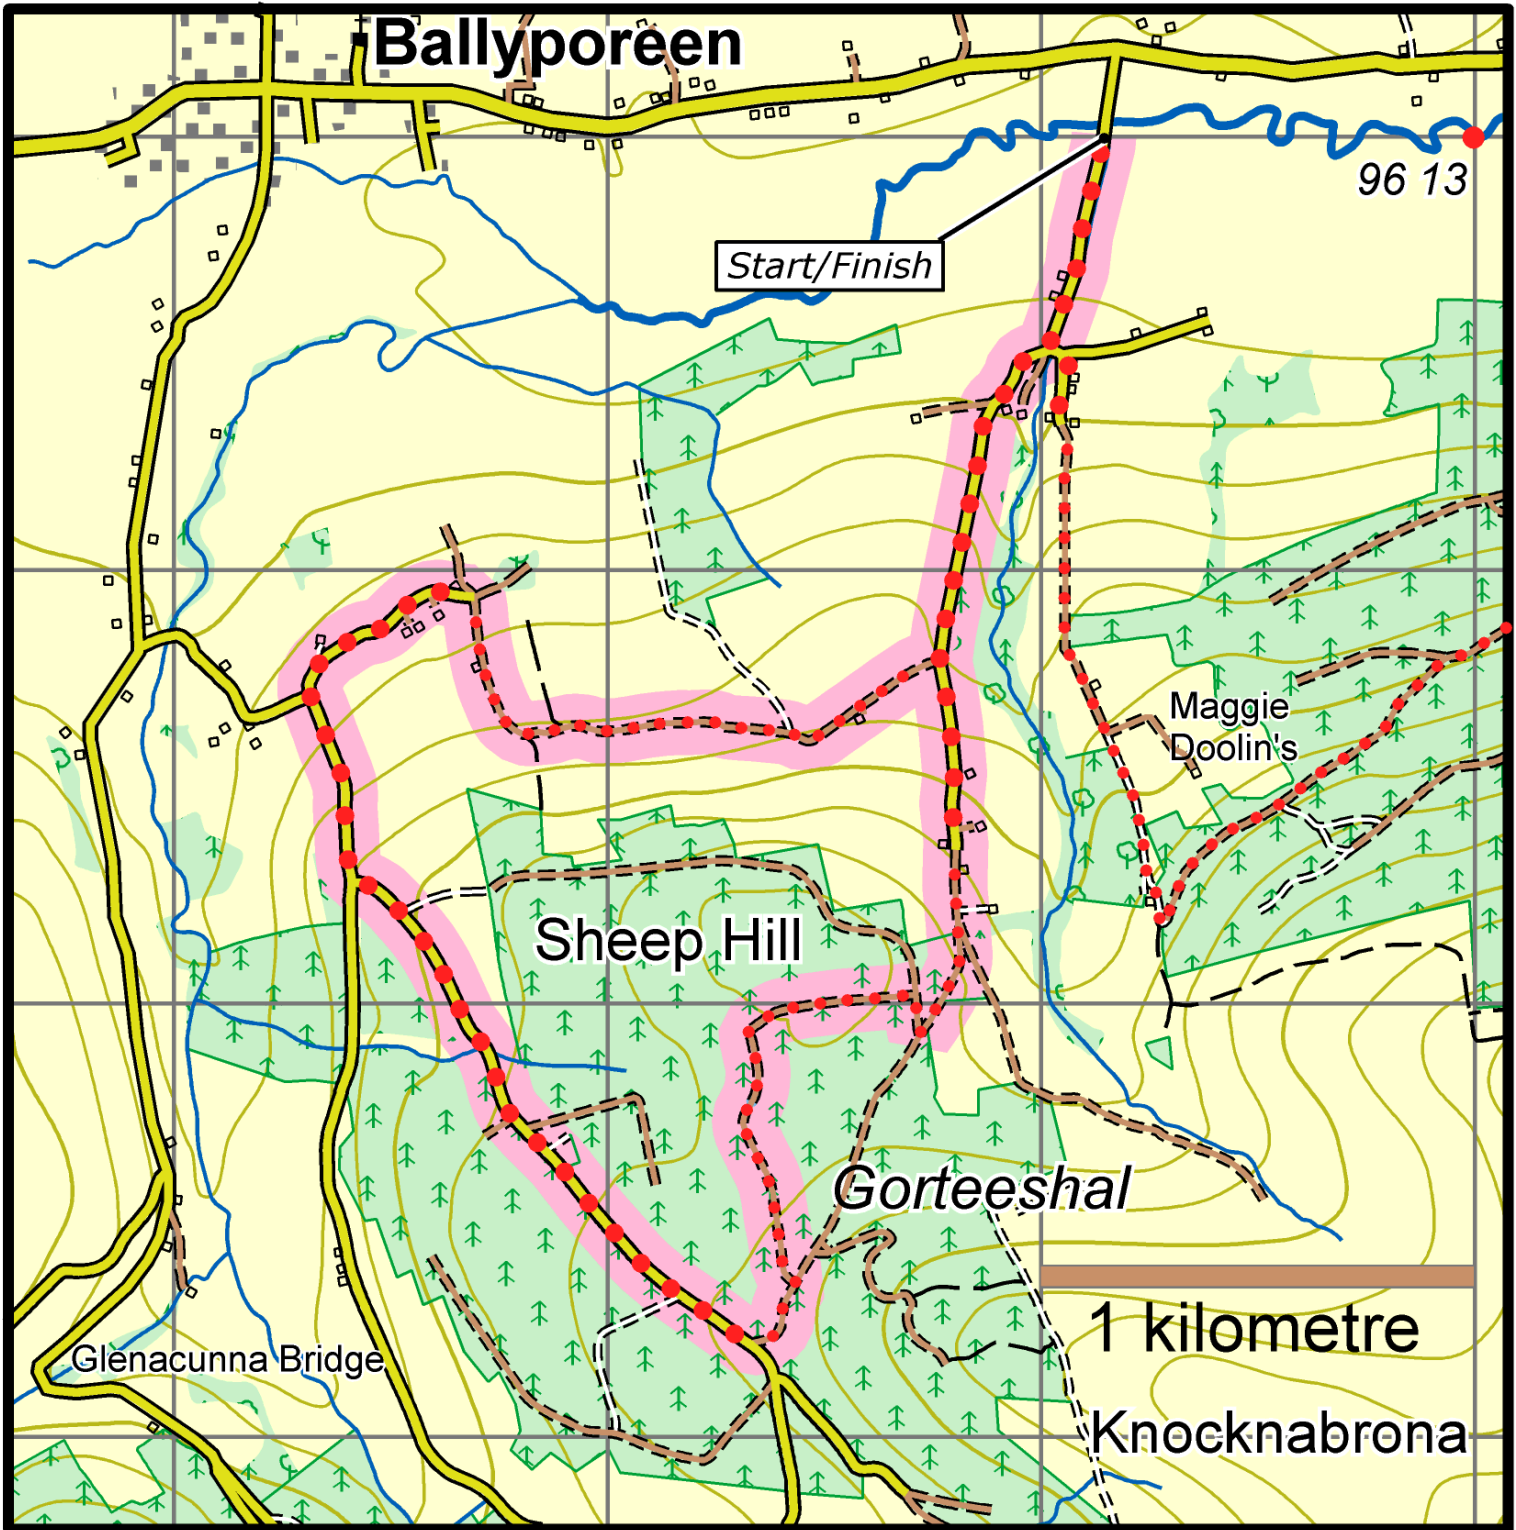 Ballyporeen
96 13
Start/Finish
Maggie
Doolin's
Sheep Hill
Gorteeshal
1 kilometre
Glenacunna Bridge
Knocknabrona